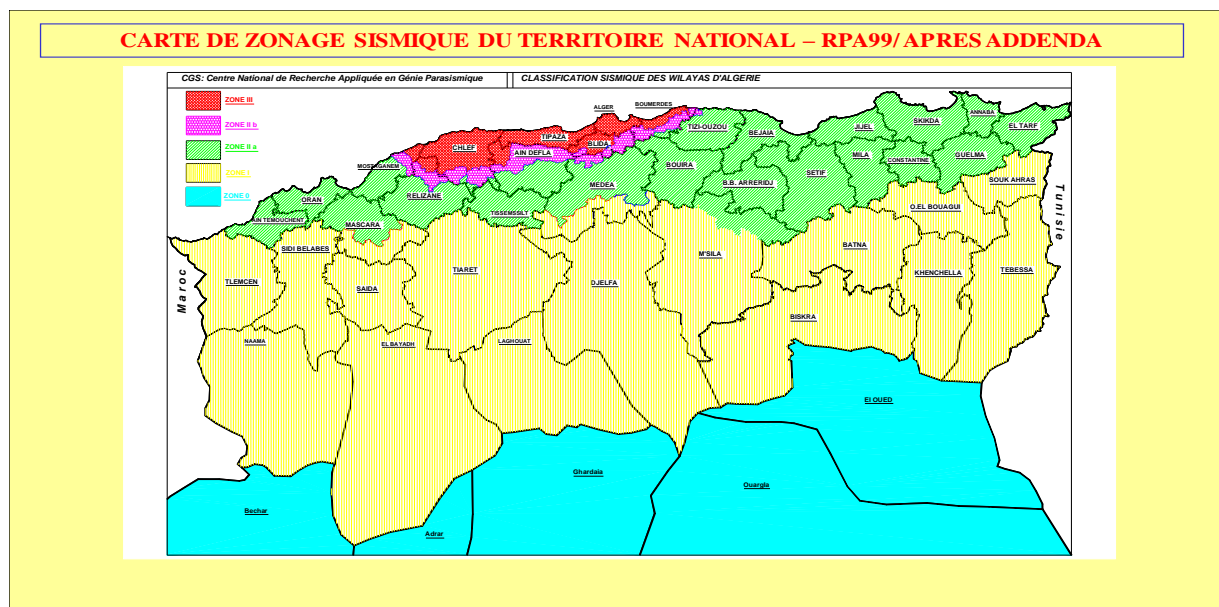 CARTE DE ZONAGE SISMIQUE DU TERRITOIRE NATIONAL – RPA99/ APRES ADDENDA
CGS: Centre National de Recherche Appliquée en Génie Parasismique
CLASSIFICATION SISMIQUE DES WILAYAS D'ALGERIE
ZONE III
ZONE II b
ZONE II a
ZONE I
ZONE 0
ALGER
BOUMERDES
TIPAZA
BLIDA
CHLEF
AIN DEFLA
TIZI-OUZOU
BEJAIA
JIJEL
SKIKDA
ANNABA
EL TARF
MOSTAGANEM
BOUIRA
MILA
CONSTANTINE
GUELMA
SETIF
B.B. ARRERIDJ
SOUK AHRAS
ORAN
RELIZANE
MEDEA
O.EL BOUAGUI
AIN TEMOUCHENT
MASCARA
TISSEMSSILT
SIDI BELABES
TLEMCEN
SAIDA
TIARET
DJELFA
M'SILA
BATNA
KHENCHELLA
TEBESSA
BISKRA
NAAMA
EL BAYADH
LAGHOUAT
Maroc
Tunisie
El OUED
Ghardaia
Ouargla
Bechar
Adrar